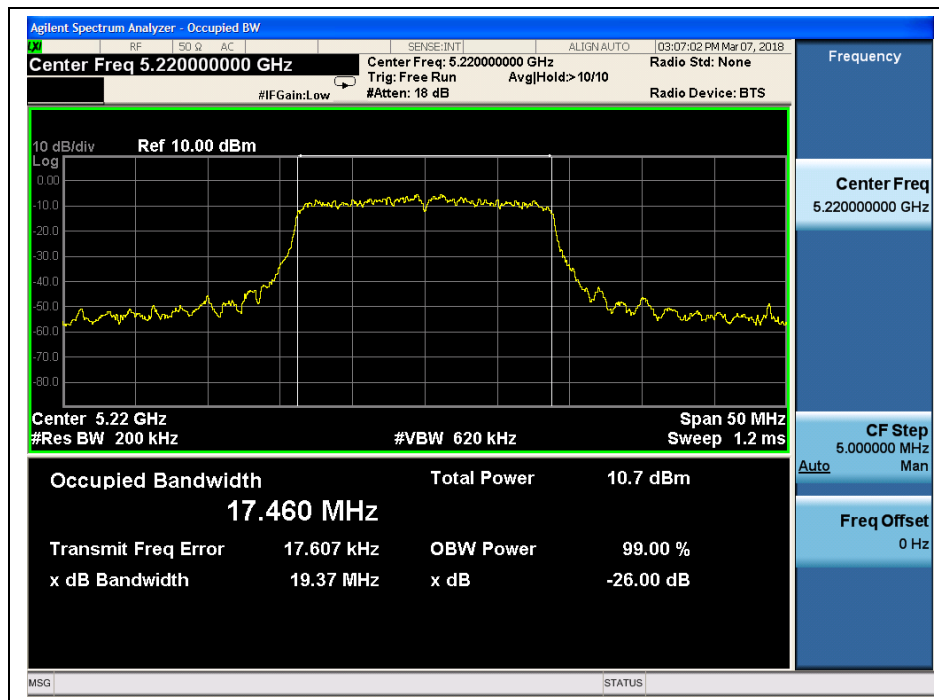 Agilent Spectrum Analyzer - Occupied BW
LXI RF 50 Ω AC SENSE:INT ALIGN AUTO 03:07:02 PM Mar 07, 2018
Center Freq 5.220000000 GHz
Center Freq: 5.220000000 GHz Radio Std: None
Trig: Free Run Avg|Hold:>10/10
#IFGain:Low #Atten: 18 dB Radio Device: BTS
10 dB/div Ref 10.00 dBm
Log
0.00
-10.0
-20.0
-30.0
-40.0
-50.0
-60.0
-70.0
-80.0
Center 5.22 GHz Span 50 MHz
#Res BW 200 kHz #VBW 620 kHz Sweep 1.2 ms
Occupied Bandwidth Total Power 10.7 dBm
17.460 MHz
Transmit Freq Error 17.607 kHz OBW Power 99.00 %
x dB Bandwidth 19.37 MHz x dB -26.00 dB
Frequency
Center Freq
5.220000000 GHz
CF Step
5.000000 MHz
Auto Man
Freq Offset
0 Hz
MSG STATUS